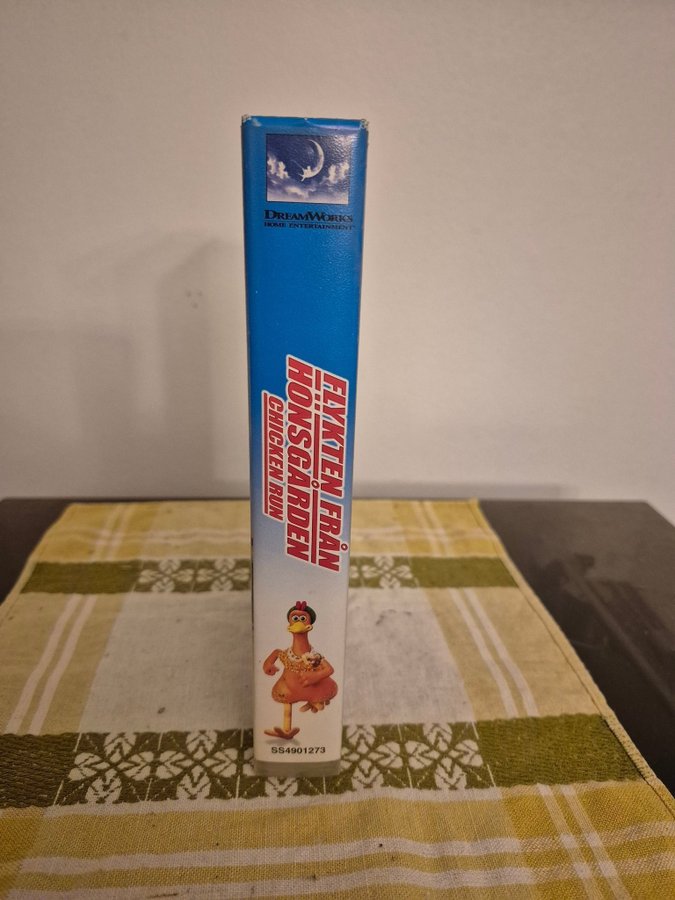 DREAMWORKS
HOME ENTERTAINMENT
FLYKTEN FRÅN
HÖNSGÅRDEN
CHICKEN RUN
SS4901273